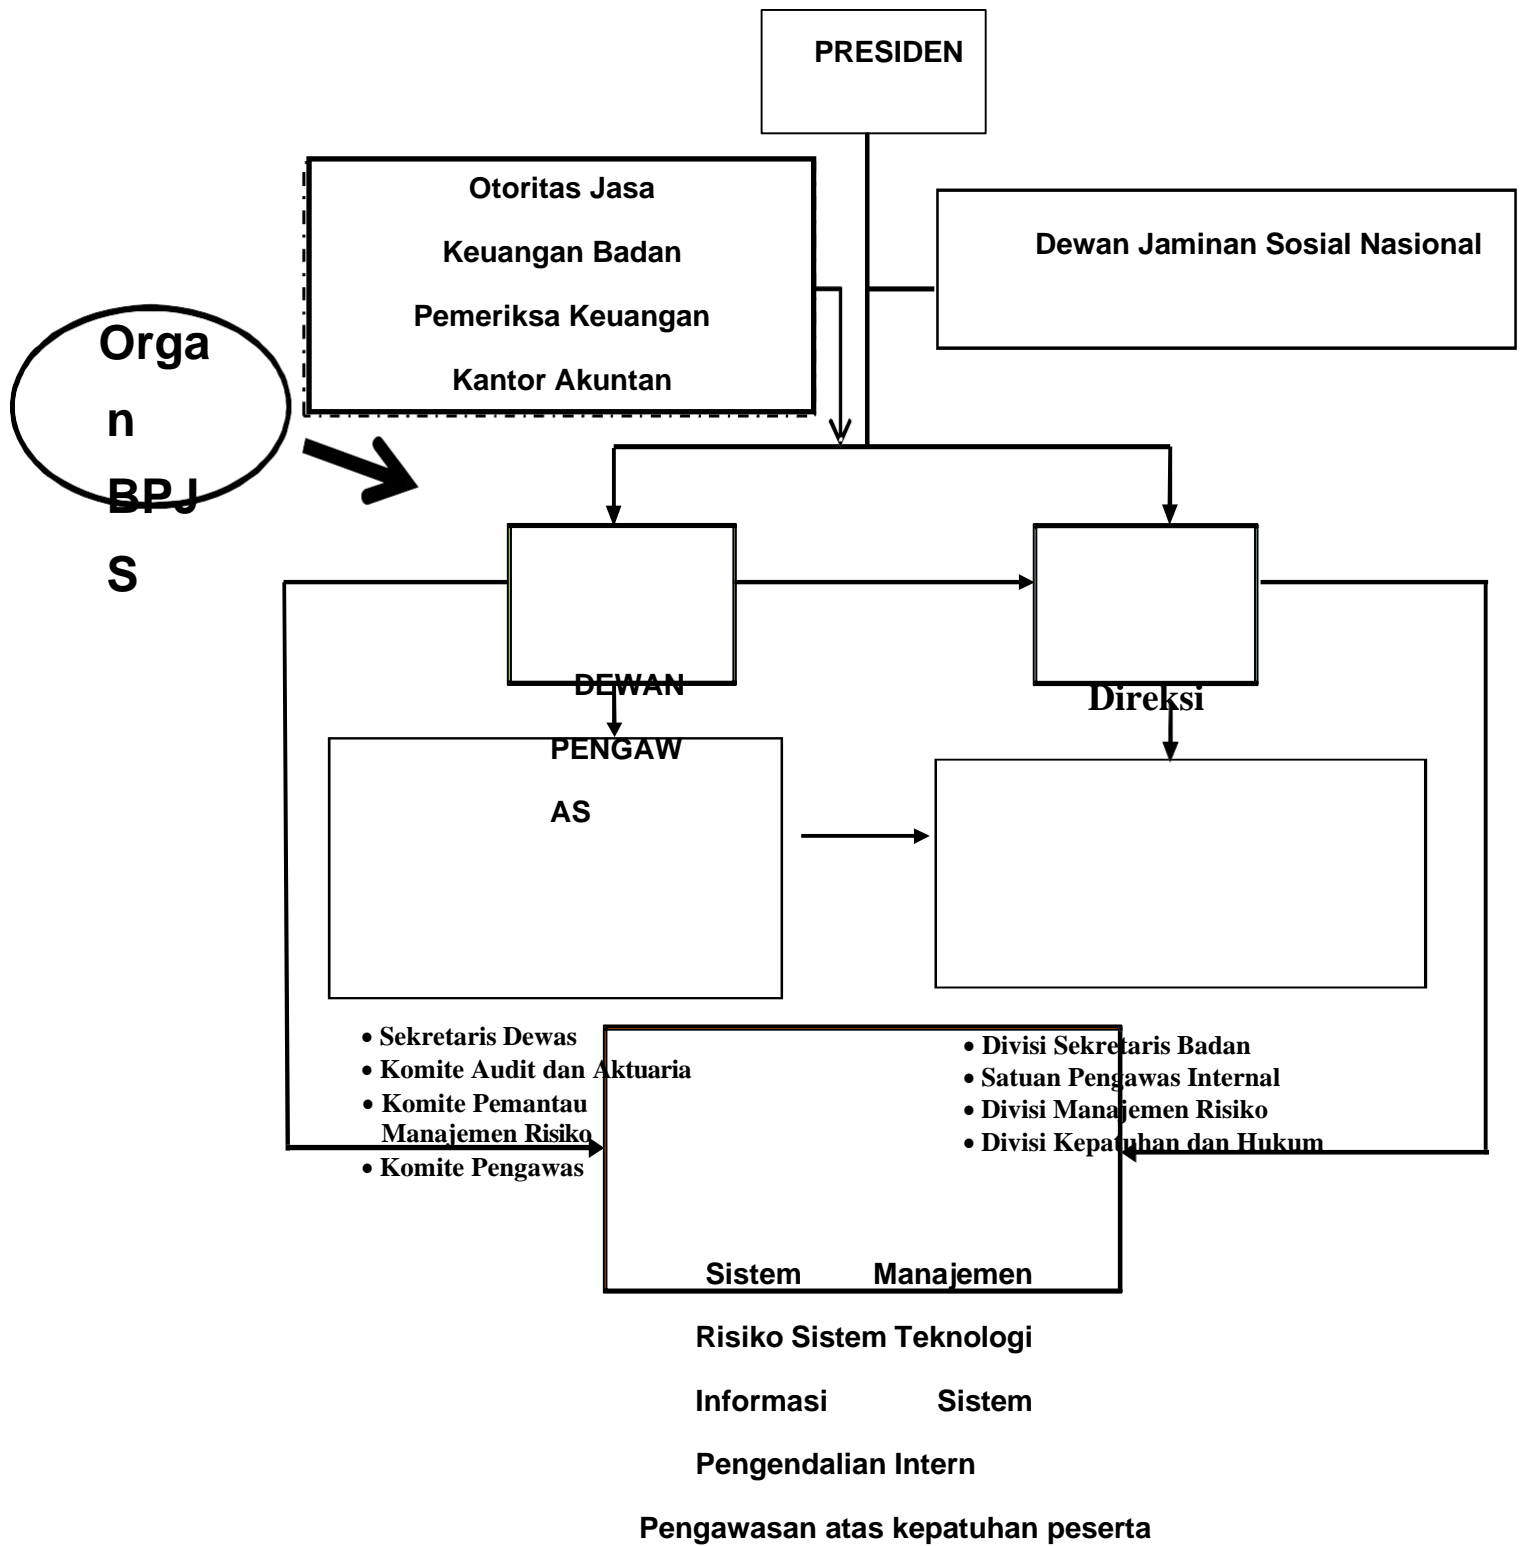 PRESIDEN
Otoritas Jasa
Keuangan Badan
Pemeriksa Keuangan
Kantor Akuntan
Dewan Jaminan Sosial Nasional
Orga
n
BPJ
S
DEWAN
PENGAW
AS
Direksi
• Sekretaris Dewas
• Komite Audit dan Aktuaria
• Komite Pemantau
Manajemen Risiko
• Komite Pengawas
• Divisi Sekretaris Badan
• Satuan Pengawas Internal
• Divisi Manajemen Risiko
• Divisi Kepatuhan dan Hukum
Sistem Manajemen
Risiko Sistem Teknologi
Informasi Sistem
Pengendalian Intern
Pengawasan atas kepatuhan peserta